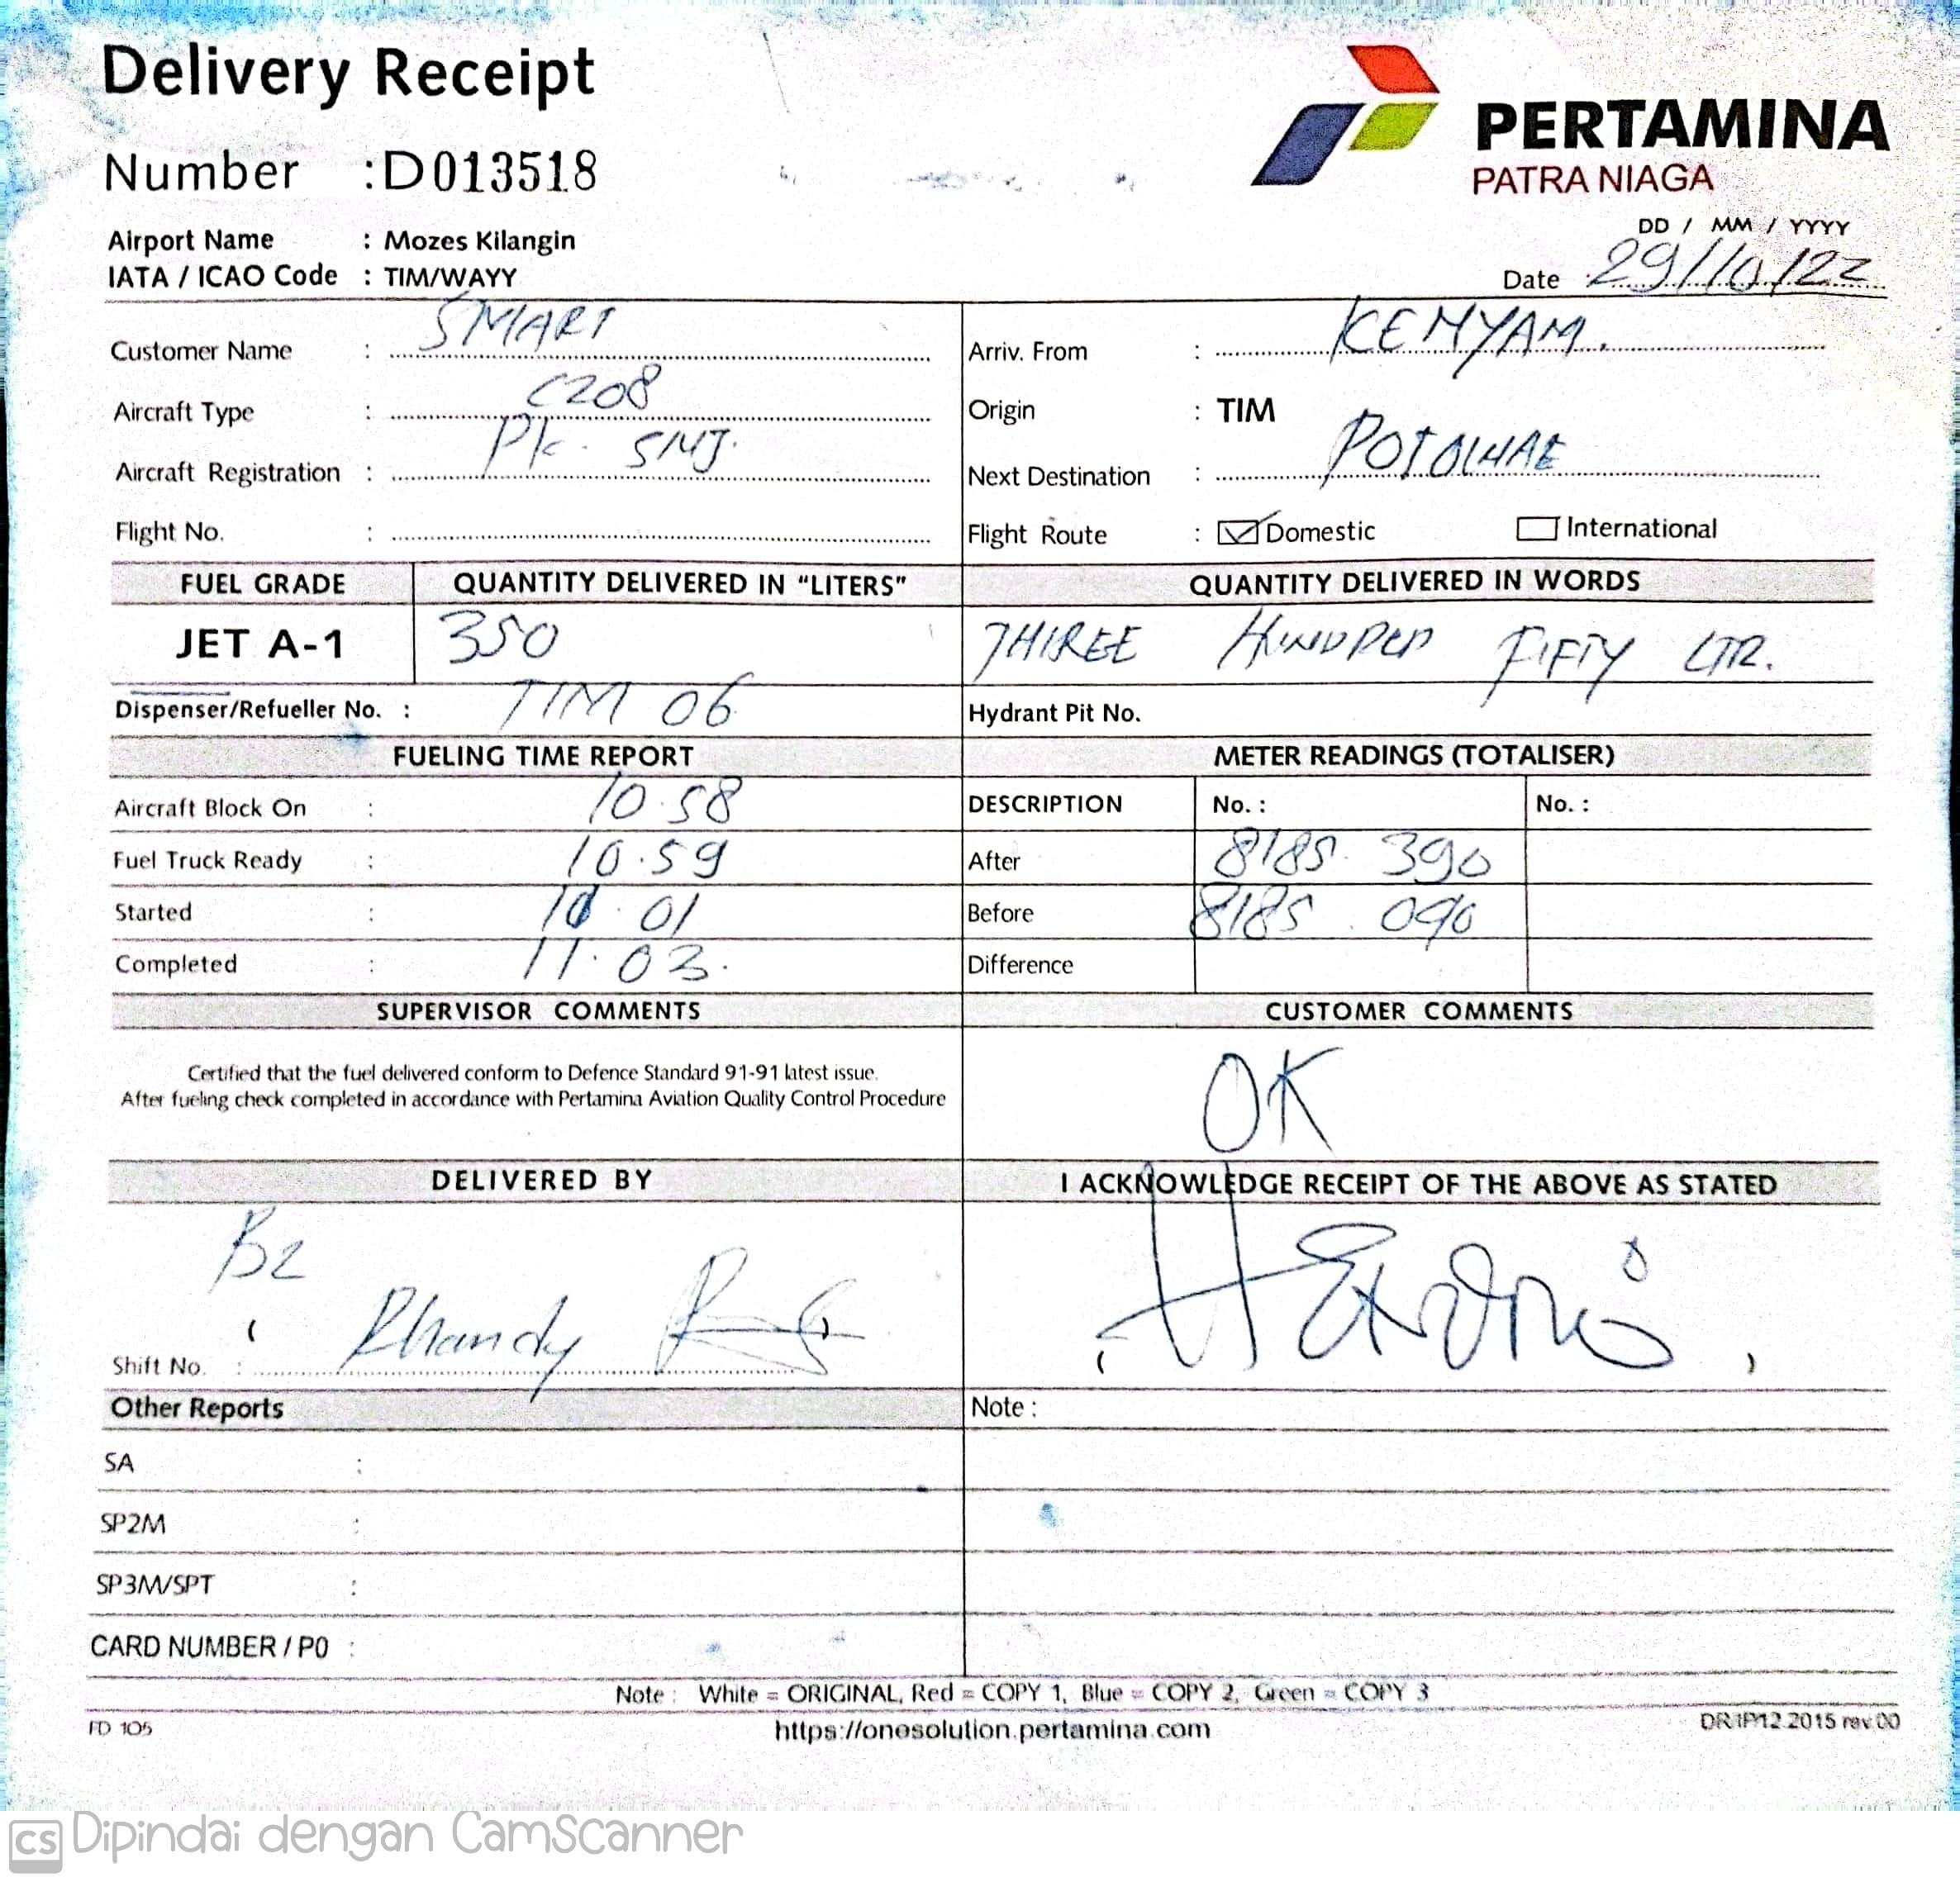 Delivery Receipt
Number : D013518
PERTAMINA
PATRA NIAGA
Airport Name : Mozes Kilangin
IATA / ICAO Code : TIM/WAYY
DD / MM / YYYY
Date 29/10/22
Customer Name : SMART
Arriv. From : KENYAM.
Aircraft Type : C208
Origin : TIM
Aircraft Registration : PK. SNJ.
Next Destination :
Flight No. :
Flight Route : Domestic International
FUEL GRADE QUANTITY DELIVERED IN “LITERS” QUANTITY DELIVERED IN WORDS
JET A-1 350 THIREE HUNDRED FIFTY LTR.
Dispenser/Refueller No. : TIM 06 Hydrant Pit No.
FUELING TIME REPORT METER READINGS (TOTALISER)
Aircraft Block On : 10.58 DESCRIPTION No. : No. :
Fuel Truck Ready : 10.59 After 8185. 390
Started : 01 Before 8185. 040
Completed : 11.03. Difference
SUPERVISOR COMMENTS CUSTOMER COMMENTS
Certified that the fuel delivered conform to Defence Standard 91-91 latest issue.
After fueling check completed in accordance with Pertamina Aviation Quality Control Procedure
OK
DELIVERED BY I ACKNOWLEDGE RECEIPT OF THE ABOVE AS STATED
B2
Shift No. : ( Rhandy ) ( )
Other Reports Note :
SA :
SP2M :
SP3M/SPT :
CARD NUMBER / PO :
Note : White = ORIGINAL, Red = COPY 1, Blue = COPY 2, Green = COPY 3
FD 105 https://onesolution.pertamina.com DR.1P12.2015 rev.00
CS Dipindai dengan CamScanner